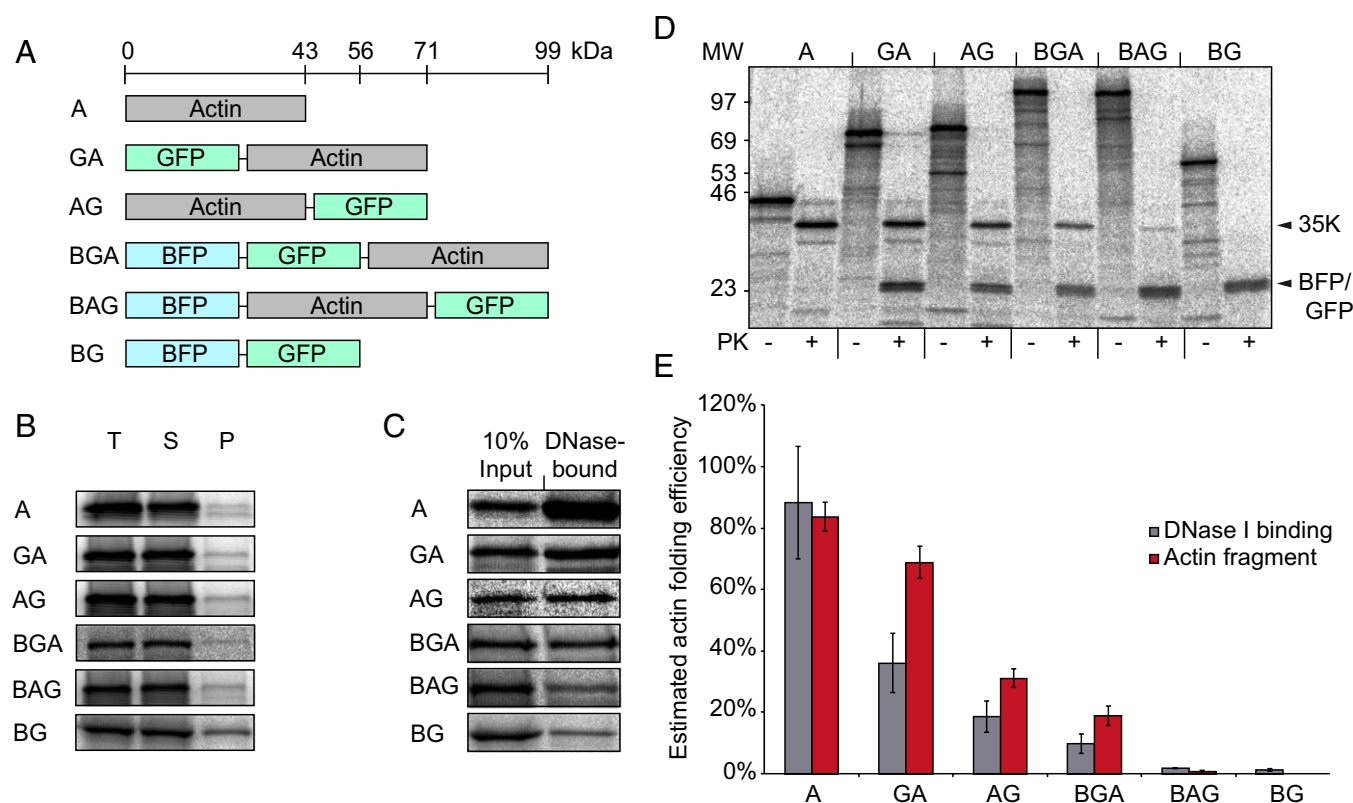 A
0 43 56 71 99 kDa
A Actin
GA GFP Actin
AG Actin GFP
BGA BFP GFP Actin
BAG BFP Actin GFP
BG BFP GFP
B
T S P
A
GA
AG
BGA
BAG
BG
C
10% Input DNase-bound
A
GA
AG
BGA
BAG
BG
D
MW A GA AG BGA BAG BG
97
69
53
46
23
35K
BFP/
GFP
PK - + - + - + - + - + - +
E
Estimated actin folding efficiency
120%
100%
80%
60%
40%
20%
0%
DNase I binding
Actin fragment
A GA AG BGA BAG BG